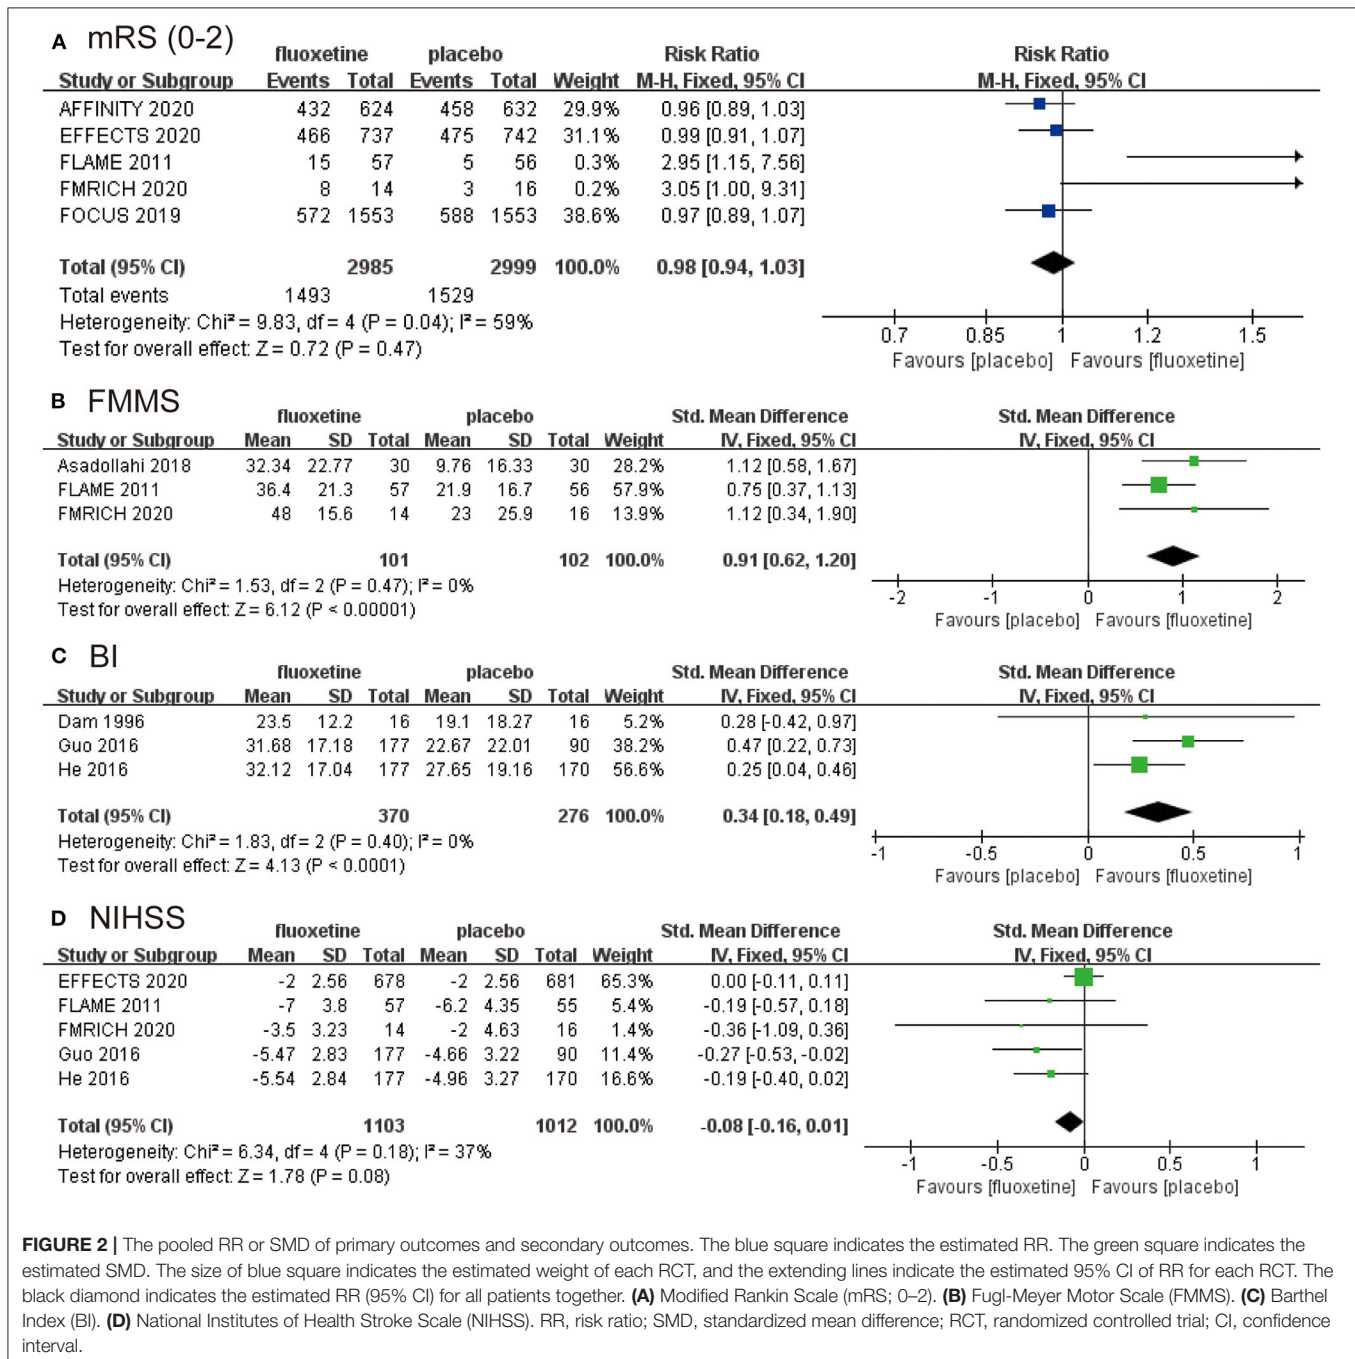 A mRS (0-2)
fluoxetine placebo Risk Ratio Risk Ratio
Study or Subgroup Events Total Events Total Weight M-H, Fixed, 95% CI M-H, Fixed, 95% CI
AFFINITY 2020 432 624 458 632 29.9% 0.96 [0.89, 1.03]
EFFECTS 2020 466 737 475 742 31.1% 0.99 [0.91, 1.07]
FLAME 2011 15 57 5 56 0.3% 2.95 [1.15, 7.56]
FMRICH 2020 8 14 3 16 0.2% 3.05 [1.00, 9.31]
FOCUS 2019 572 1553 588 1553 38.6% 0.97 [0.89, 1.07]
Total (95% CI) 2985 2999 100.0% 0.98 [0.94, 1.03]
Total events 1493 1529
Heterogeneity: Chi² = 9.83, df = 4 (P = 0.04); I² = 59%
Test for overall effect: Z = 0.72 (P = 0.47)
0.7 0.85 1 1.2 1.5
Favours [placebo] Favours [fluoxetine]
B FMMS
fluoxetine placebo Std. Mean Difference Std. Mean Difference
Study or Subgroup Mean SD Total Mean SD Total Weight IV, Fixed, 95% CI IV, Fixed, 95% CI
Asadollahi 2018 32.34 22.77 30 9.76 16.33 30 28.2% 1.12 [0.58, 1.67]
FLAME 2011 36.4 21.3 57 21.9 16.7 56 57.9% 0.75 [0.37, 1.13]
FMRICH 2020 48 15.6 14 23 25.9 16 13.9% 1.12 [0.34, 1.90]
Total (95% CI) 101 102 100.0% 0.91 [0.62, 1.20]
Heterogeneity: Chi² = 1.53, df = 2 (P = 0.47); I² = 0%
Test for overall effect: Z = 6.12 (P < 0.00001)
-2 -1 0 1 2
Favours [placebo] Favours [fluoxetine]
C BI
fluoxetine placebo Std. Mean Difference Std. Mean Difference
Study or Subgroup Mean SD Total Mean SD Total Weight IV, Fixed, 95% CI IV, Fixed, 95% CI
Dam 1996 23.5 12.2 16 19.1 18.27 16 5.2% 0.28 [-0.42, 0.97]
Guo 2016 31.68 17.18 177 22.67 22.01 90 38.2% 0.47 [0.22, 0.73]
He 2016 32.12 17.04 177 27.65 19.16 170 56.6% 0.25 [0.04, 0.46]
Total (95% CI) 370 276 100.0% 0.34 [0.18, 0.49]
Heterogeneity: Chi² = 1.83, df = 2 (P = 0.40); I² = 0%
Test for overall effect: Z = 4.13 (P < 0.0001)
-1 -0.5 0 0.5 1
Favours [placebo] Favours [fluoxetine]
D NIHSS
fluoxetine placebo Std. Mean Difference Std. Mean Difference
Study or Subgroup Mean SD Total Mean SD Total Weight IV, Fixed, 95% CI IV, Fixed, 95% CI
EFFECTS 2020 -2 2.56 678 -2 2.56 681 65.3% 0.00 [-0.11, 0.11]
FLAME 2011 -7 3.8 57 -6.2 4.35 55 5.4% -0.19 [-0.57, 0.18]
FMRICH 2020 -3.5 3.23 14 -2 4.63 16 1.4% -0.36 [-1.09, 0.36]
Guo 2016 -5.47 2.83 177 -4.66 3.22 90 11.4% -0.27 [-0.53, -0.02]
He 2016 -5.54 2.84 177 -4.96 3.27 170 16.6% -0.19 [-0.40, 0.02]
Total (95% CI) 1103 1012 100.0% -0.08 [-0.16, 0.01]
Heterogeneity: Chi² = 6.34, df = 4 (P = 0.18); I² = 37%
Test for overall effect: Z = 1.78 (P = 0.08)
-1 -0.5 0 0.5 1
Favours [fluoxetine] Favours [placebo]
FIGURE 2 | The pooled RR or SMD of primary outcomes and secondary outcomes. The blue square indicates the estimated RR. The green square indicates the
estimated SMD. The size of blue square indicates the estimated weight of each RCT, and the extending lines indicate the estimated 95% CI of RR for each RCT. The
black diamond indicates the estimated RR (95% CI) for all patients together. (A) Modified Rankin Scale (mRS; 0–2). (B) Fugl-Meyer Motor Scale (FMMS). (C) Barthel
Index (BI). (D) National Institutes of Health Stroke Scale (NIHSS). RR, risk ratio; SMD, standardized mean difference; RCT, randomized controlled trial; CI, confidence
interval.